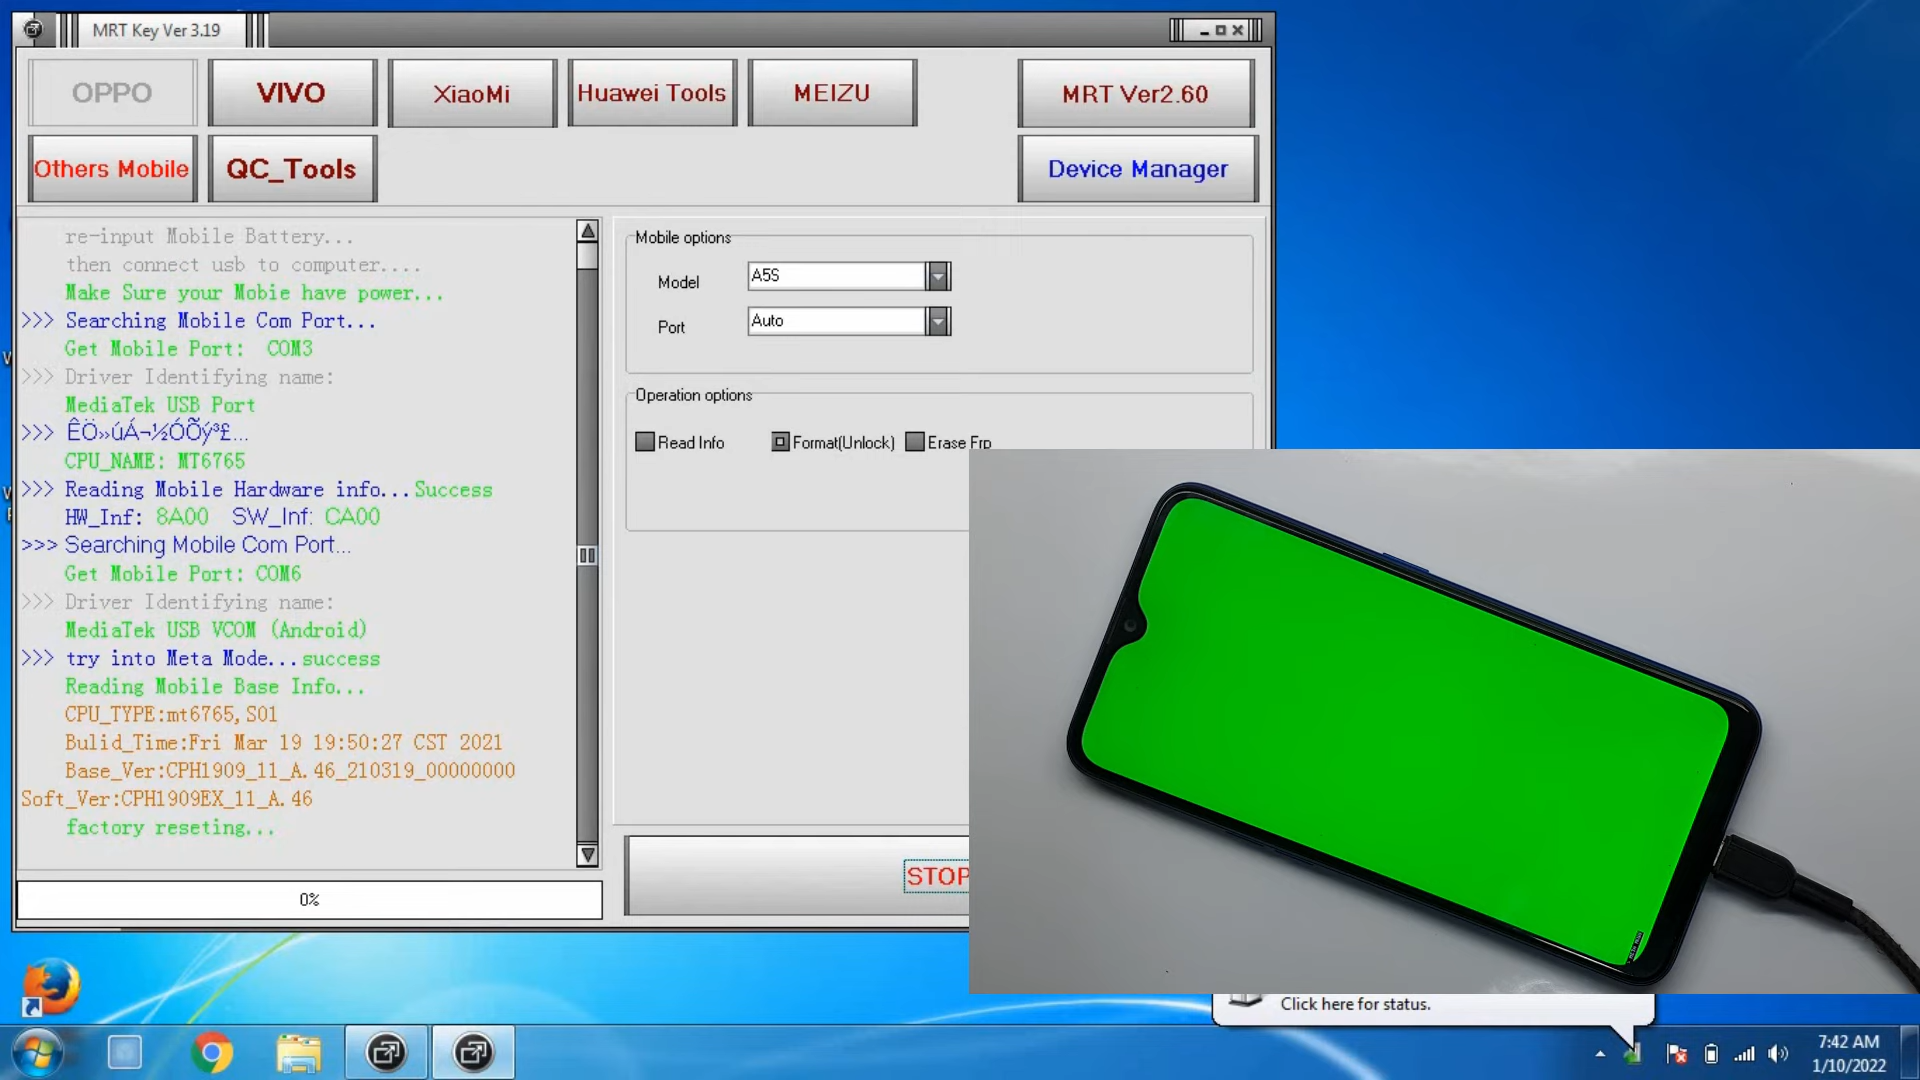 MRT Key Ver 3.19
OPPO
VIVO
XiaoMi
Huawei Tools
MEIZU
MRT Ver2.60
Others Mobile
QC_Tools
Device Manager
re-input Mobile Battery...
then connect usb to computer....
Make Sure your Mobie have power...
>>> Searching Mobile Com Port...
Get Mobile Port: COM3
>>> Driver Identifying name:
MediaTek USB Port
>>> ÊÖ»úÁ¬½ÓÕý³£...
CPU_NAME: MT6765
>>> Reading Mobile Hardware info...Success
HW_Inf: 8A00 SW_Inf: CA00
>>> Searching Mobile Com Port...
Get Mobile Port: COM6
>>> Driver Identifying name:
MediaTek USB VCOM (Android)
>>> try into Meta Mode...success
Reading Mobile Base Info...
CPU_TYPE:mt6765,S01
Bulid_Time:Fri Mar 19 19:50:27 CST 2021
Base_Ver:CPH1909_11_A.46_210319_00000000
Soft_Ver:CPH1909EX_11_A.46
factory reseting...
0%
Mobile options
Model
A5S
Port
Auto
Operation options
Read Info
Format(Unlock)
Erase Frp
STOP
Click here for status.
7:42 AM
1/10/2022